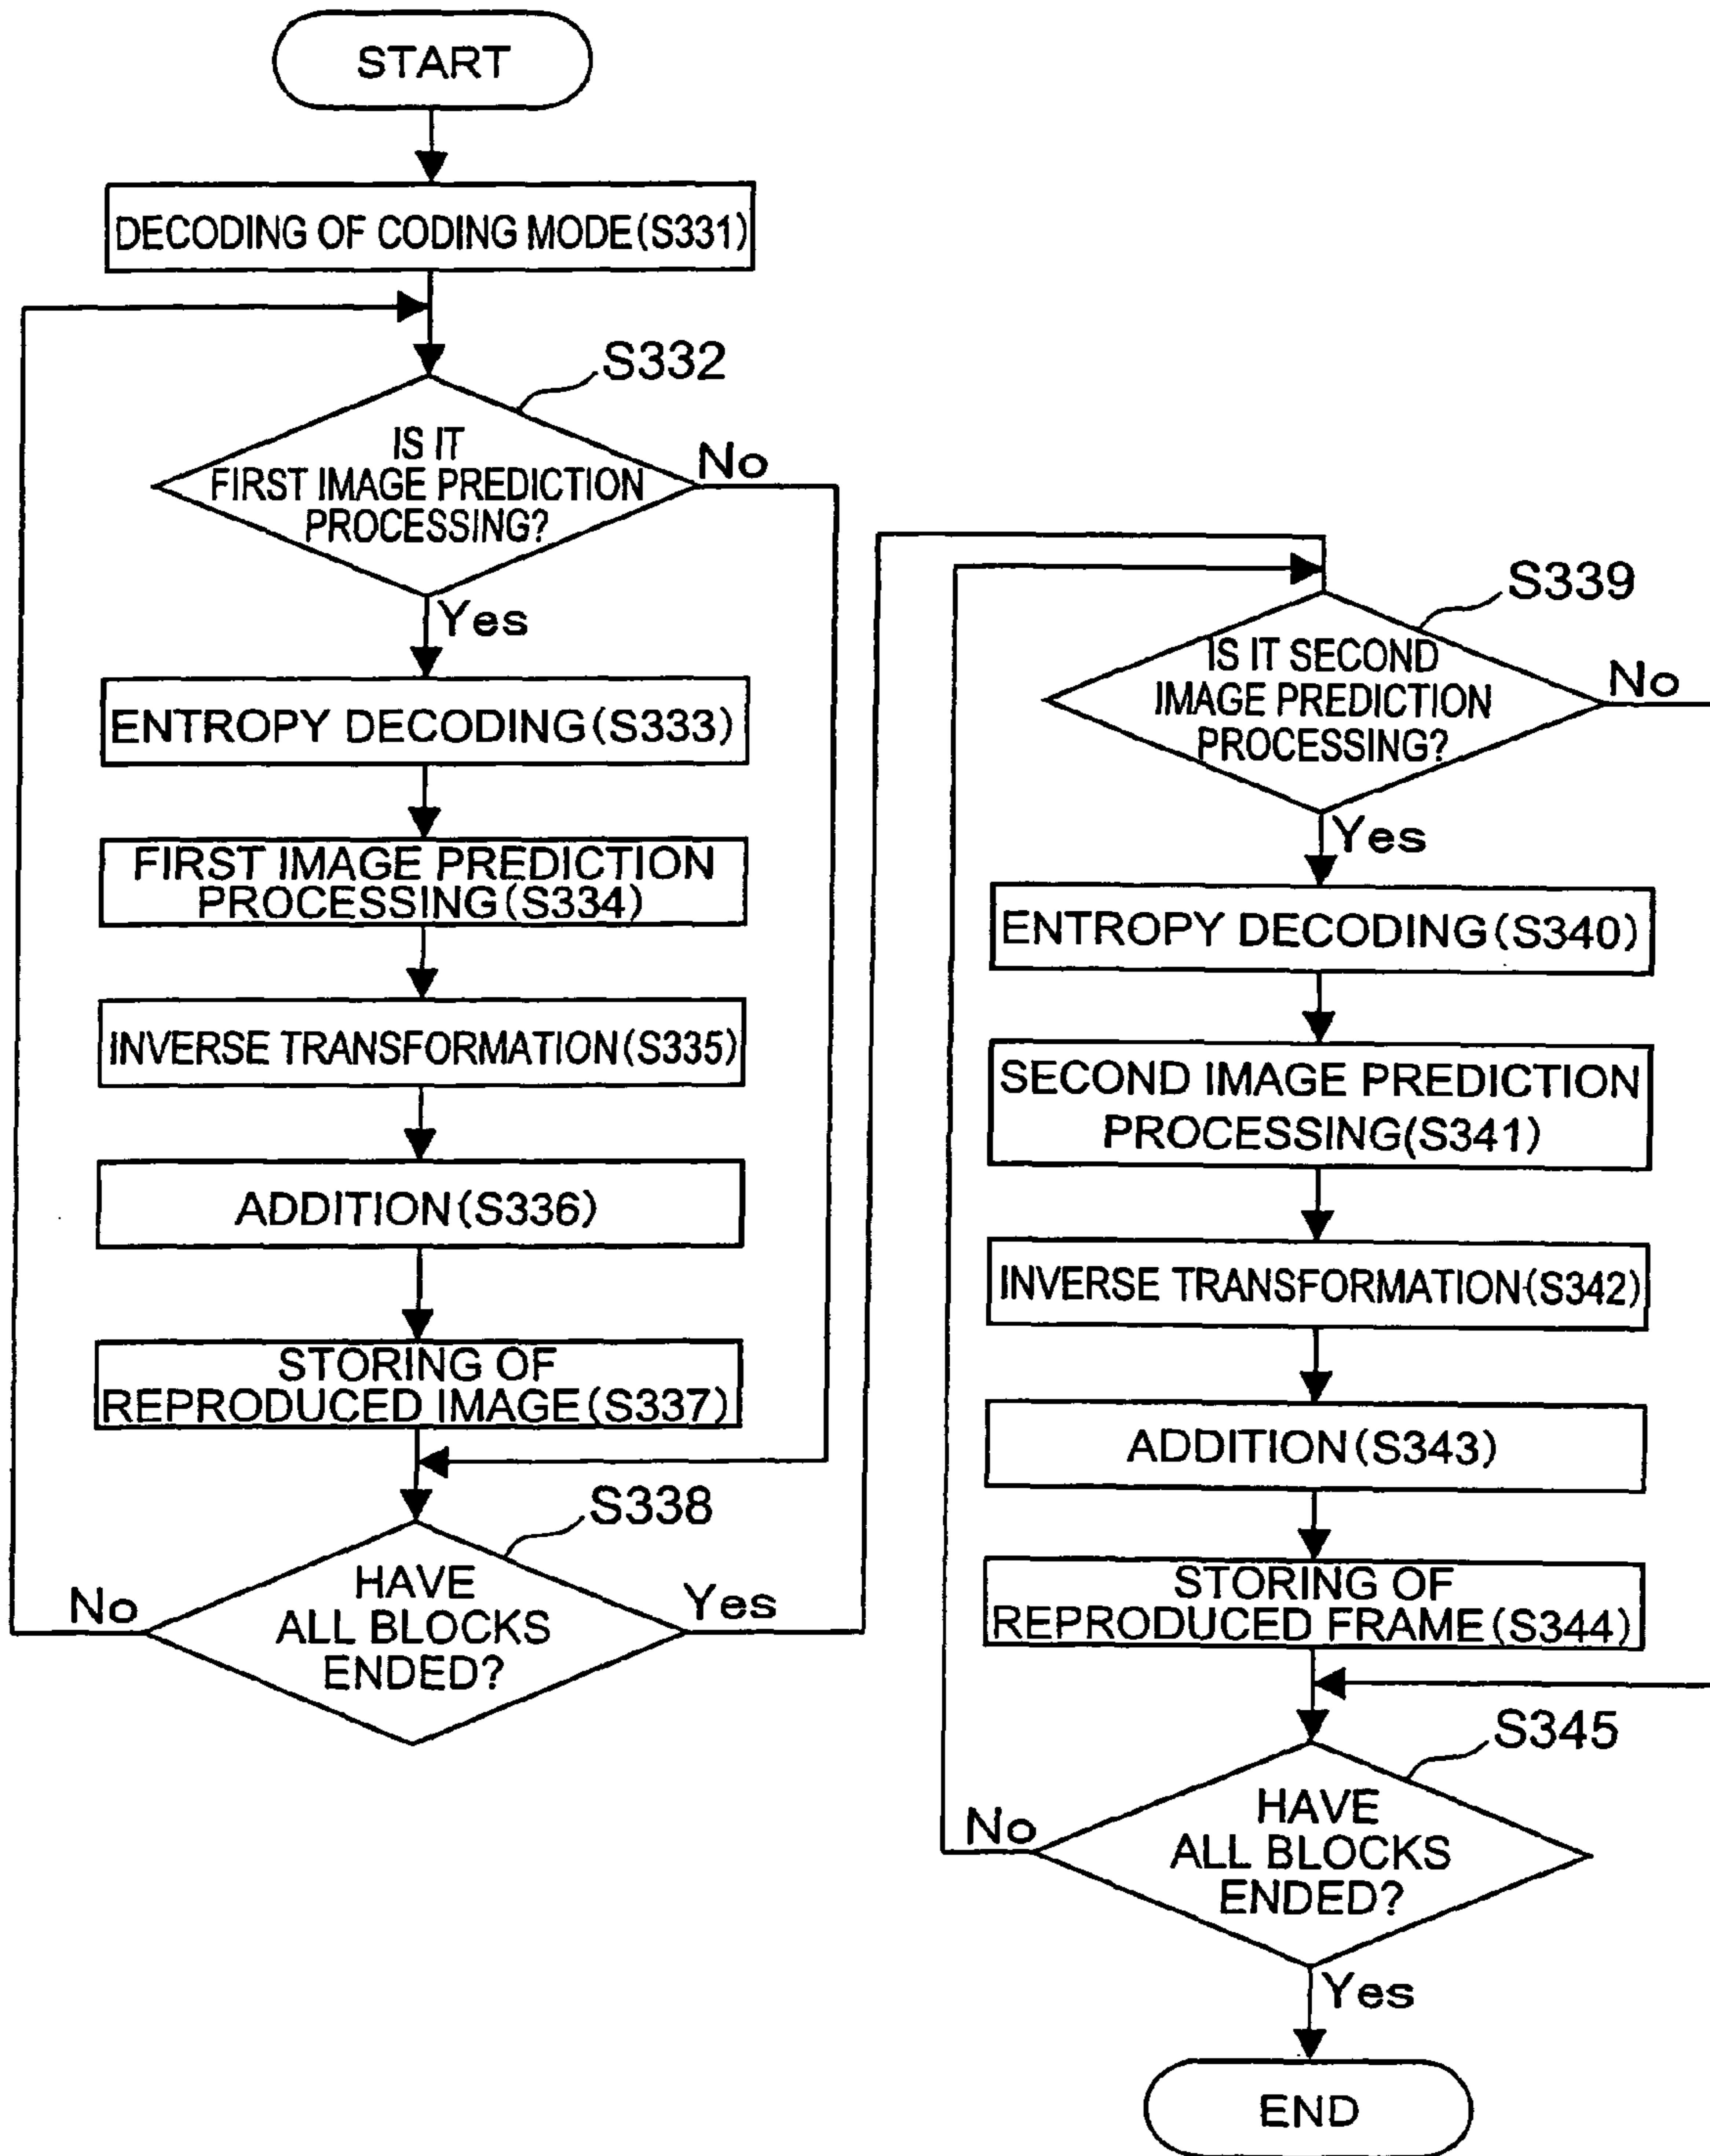 START
DECODING OF CODING MODE(S331)
S332
IS IT
FIRST IMAGE PREDICTION
PROCESSING?
No
Yes
ENTROPY DECODING(S333)
FIRST IMAGE PREDICTION
PROCESSING(S334)
INVERSE TRANSFORMATION(S335)
ADDITION(S336)
STORING OF
REPRODUCED IMAGE(S337)
S338
HAVE
ALL BLOCKS
ENDED?
No
Yes
S339
IS IT SECOND
IMAGE PREDICTION
PROCESSING?
No
Yes
ENTROPY DECODING(S340)
SECOND IMAGE PREDICTION
PROCESSING(S341)
INVERSE TRANSFORMATION(S342)
ADDITION(S343)
STORING OF
REPRODUCED FRAME(S344)
S345
HAVE
ALL BLOCKS
ENDED?
No
Yes
END